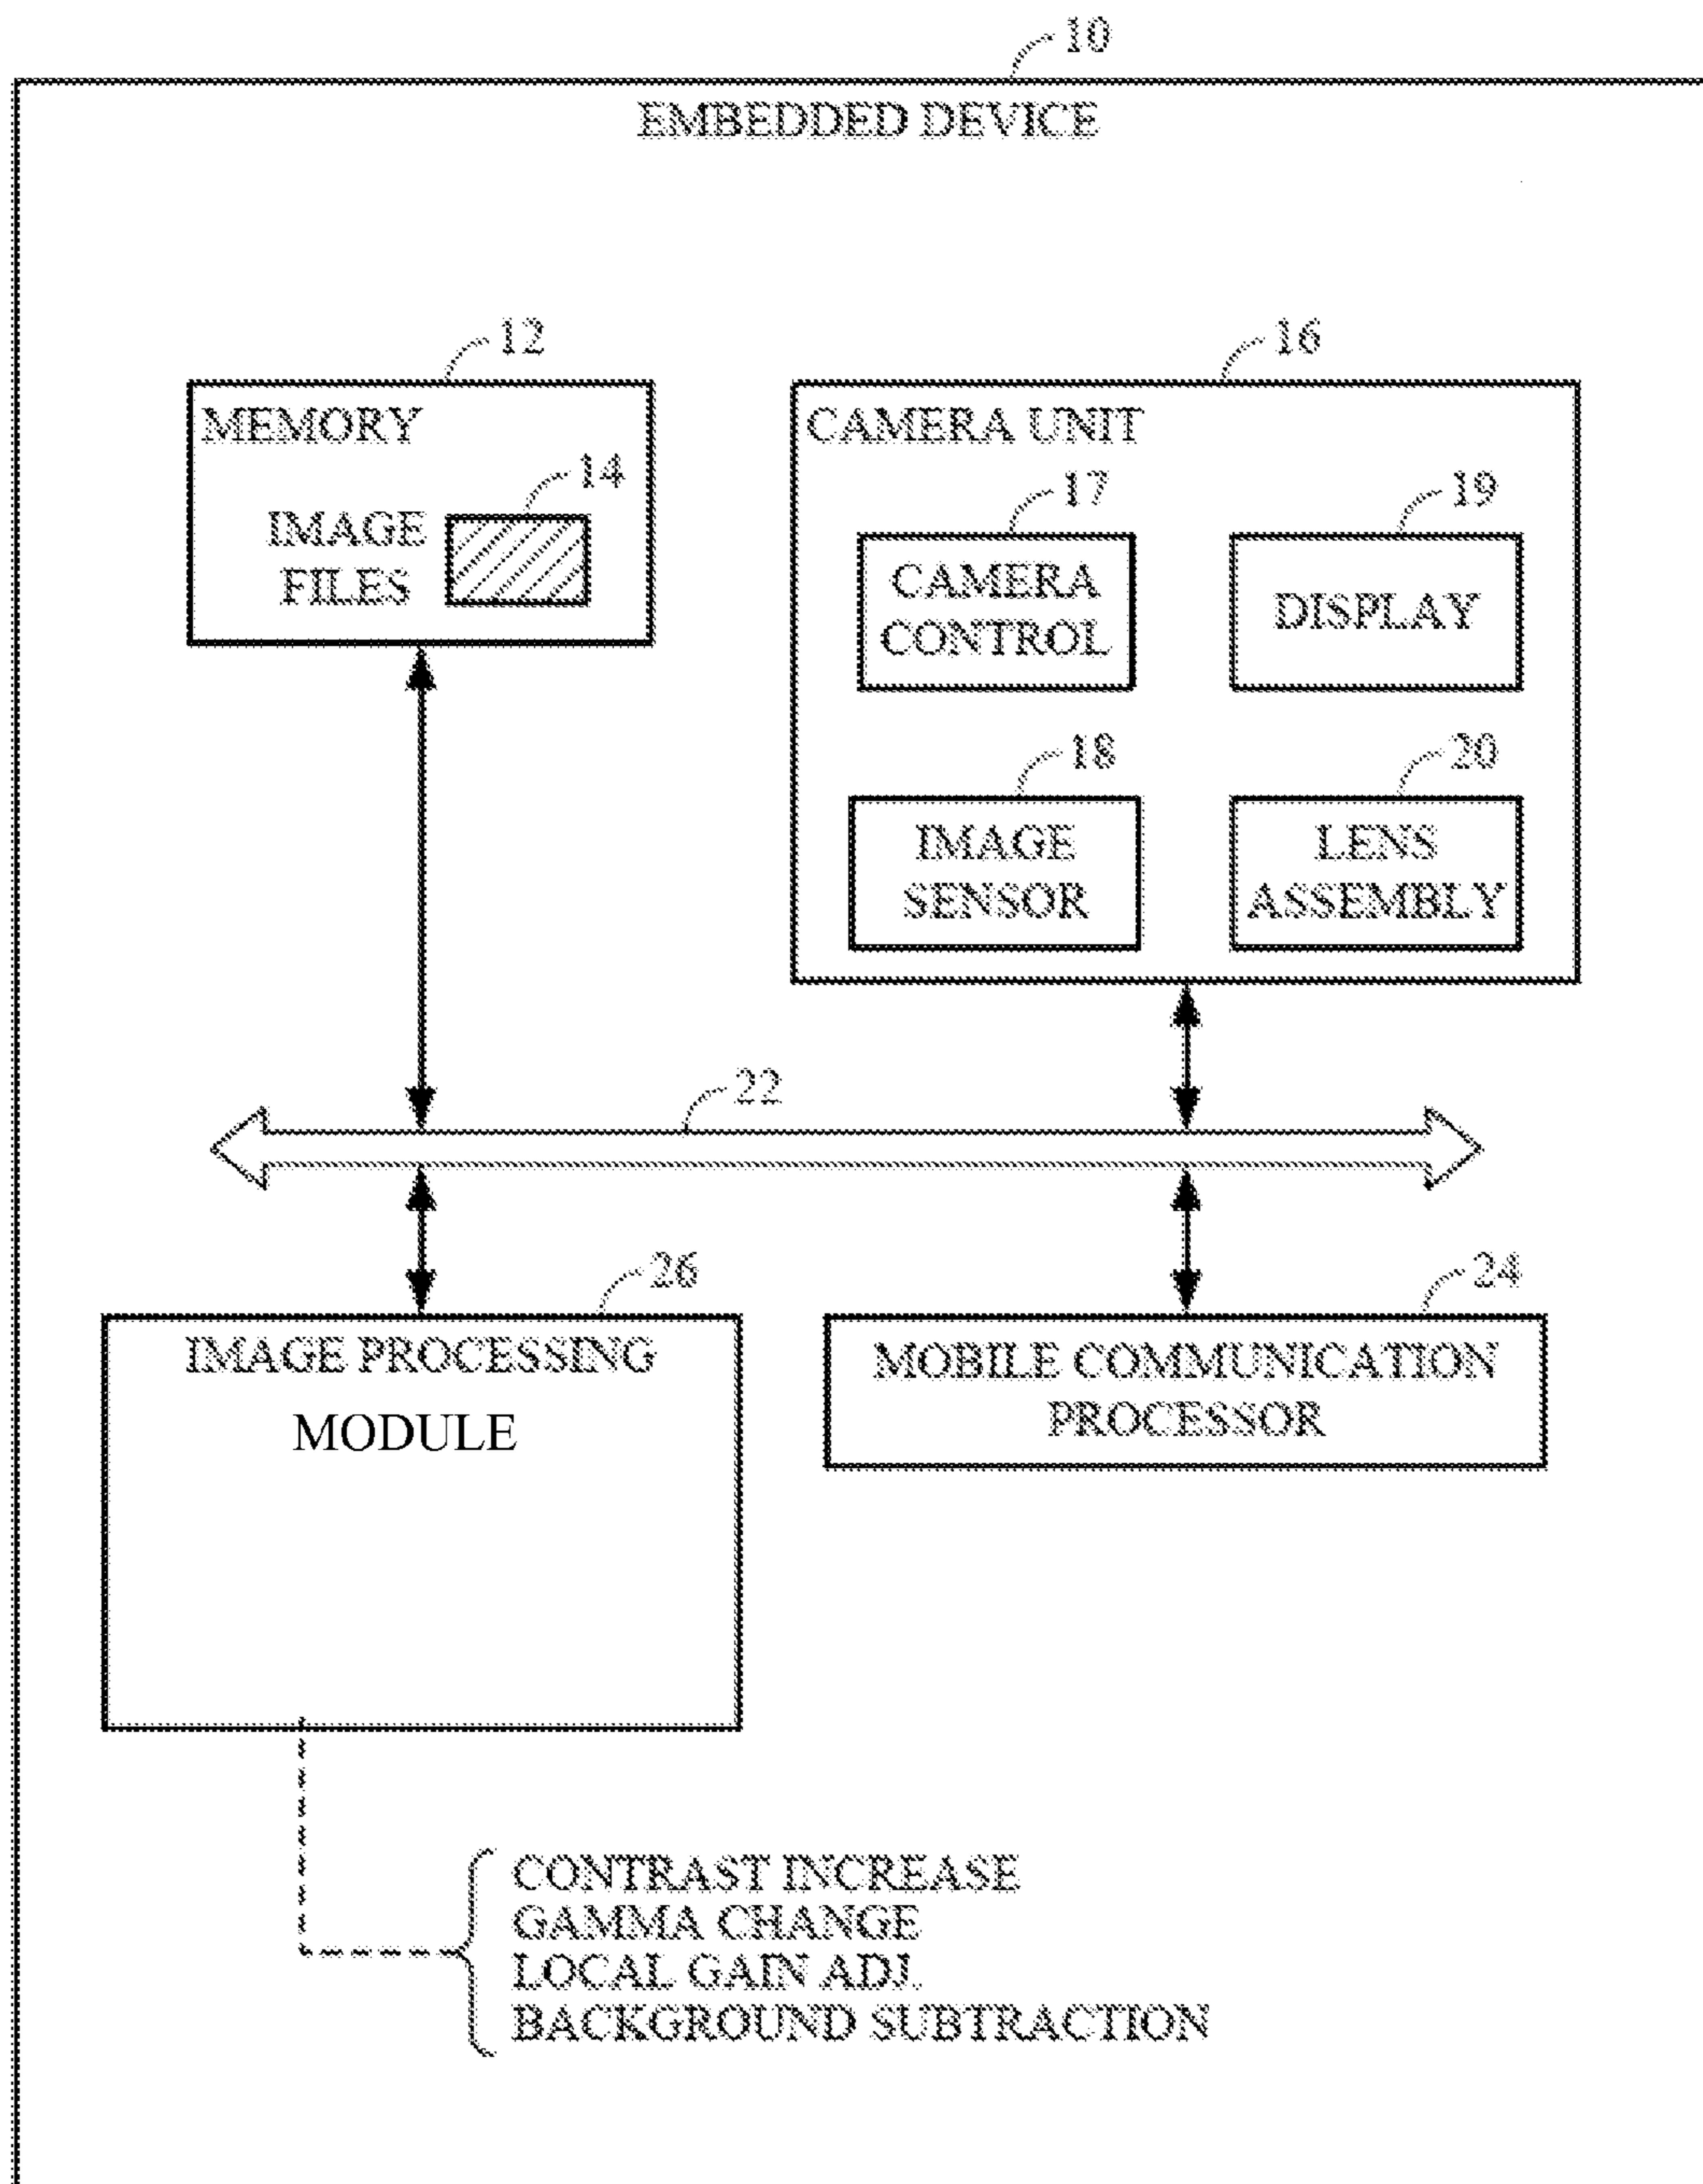 10
EMBEDDED DEVICE
12
MEMORY
14
IMAGE
FILES
16
CAMERA UNIT
17
CAMERA
CONTROL
19
DISPLAY
18
IMAGE
SENSOR
20
LENS
ASSEMBLY
22
26
IMAGE PROCESSING
MODULE
24
MOBILE COMMUNICATION
PROCESSOR
CONTRAST INCREASE
GAMMA CHANGE
LOCAL GAIN ADJ.
BACKGROUND SUBTRACTION